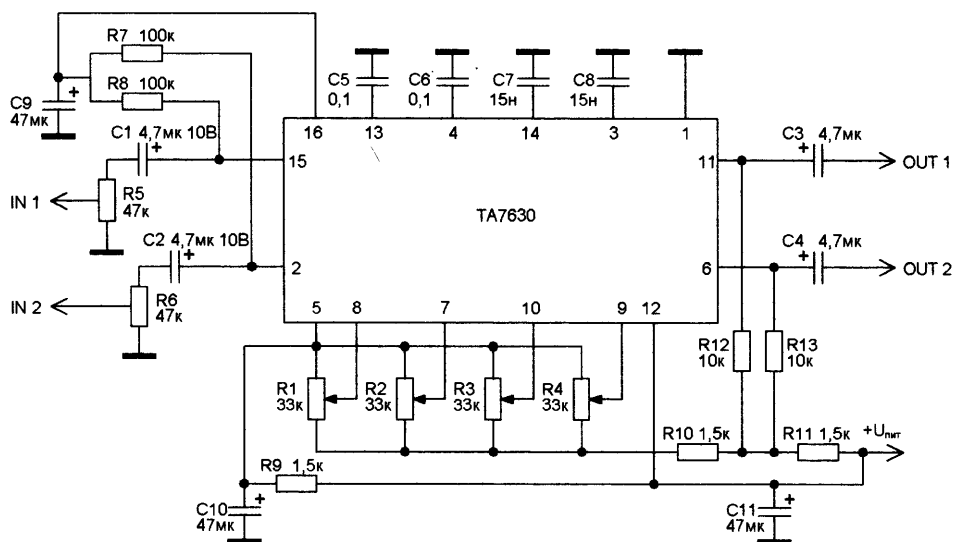 R7 100к
R8 100к
C9
47мк
C1 4,7мк 10В
IN 1
R5
47к
C2 4,7мк 10В
IN 2
R6
47к
C5
0,1
C6
0,1
C7
15н
C8
15н
16 13 4 14 3 1
15
11
TA7630
2
6
5 8 7 10 9 12
C3 4,7мк
OUT 1
C4 4,7мк
OUT 2
R12
10к
R13
10к
R1
33к
R2
33к
R3
33к
R4
33к
R10 1,5к
R11 1,5к
+Uпит
R9 1,5к
C10
47мк
C11
47мк